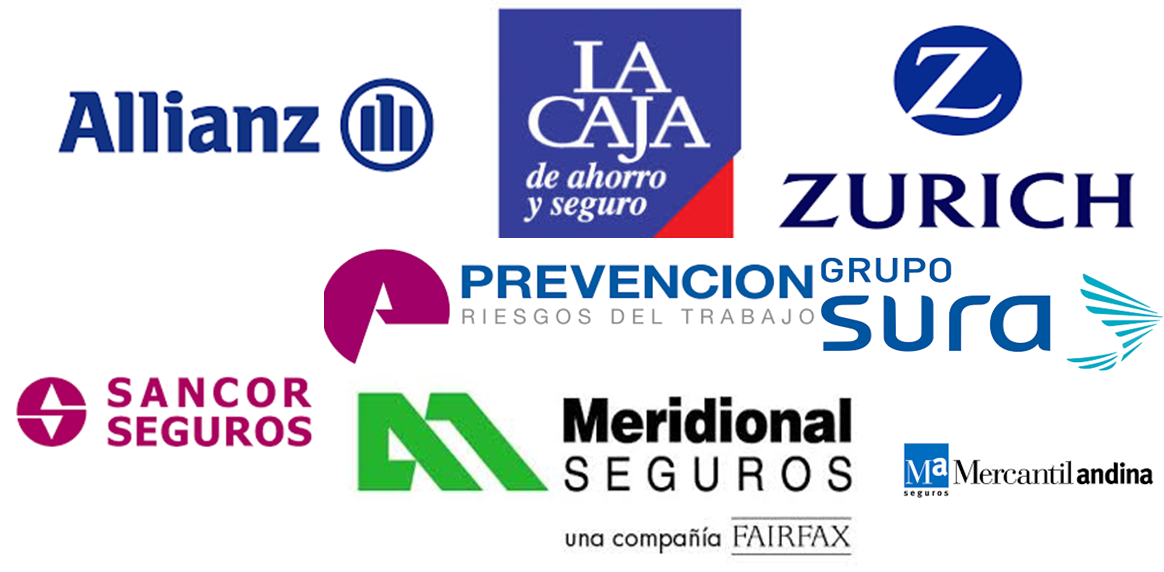 Allianz
LA
CAJA
de ahorro
y seguro
Z
ZURICH
PREVENCION
RIESGOS DEL TRABAJO
GRUPO
sura
SANCOR
SEGUROS
Meridional
SEGUROS
una compañía FAIRFAX
Ma Mercantil andina
seguros